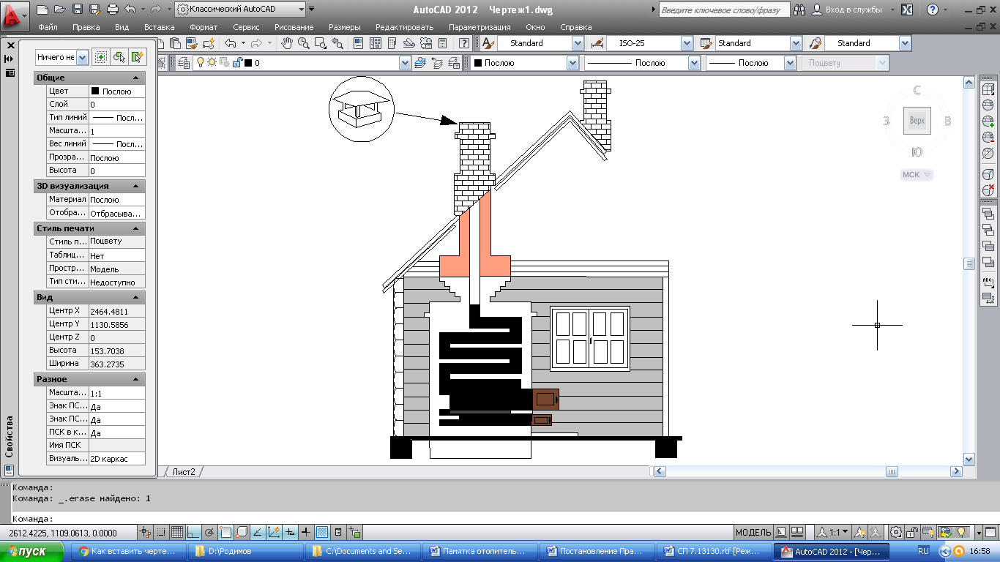 Классический AutoCAD
AutoCAD 2012 Чертеж1.dwg
Введите ключевое слово/фразу
Вход в службы
Файл Правка Вид Вставка Формат Сервис Рисование Размеры Редактировать Параметризация Окно Справка
Standard ISO-25 Standard Standard
0 Послою Послою Послою Поцвету
Ничего не
Общие
Цвет Послою
Слой 0
Тип линий Посл...
Масшта... 1
Вес линий Посл...
Прозра... Послою
Высота 0
3D визуализация
Материал Послою
Отобра... Отбрасыва...
Стиль печати
Стиль п... Поцвету
Таблиц... Нет
Простр... Модель
Тип сти... Недоступно
Вид
Центр X 2464.4811
Центр Y 1130.5856
Центр Z 0
Высота 153.7038
Ширина 363.2735
Разное
Масшта... 1:1
Знак ПС... Да
Знак ПС... Да
ПСК в к... Да
Имя ПСК
Визуаль... 2D каркас
Свойства
С
З Верх В
Ю
МСК
ABC
Лист2
Команда:
Команда: _.erase найдено: 1
Команда:
2612.4225, 1109.0613, 0.0000
МОДЕЛЬ 1:1
пуск
Как вставить черте...
D:\Родимов
C:\Documents and Se...
Памятка отопитель...
Постановление Пра...
СП 7.13130.rtf [Реж...
AutoCAD 2012 - [Чер...
RU 16:58